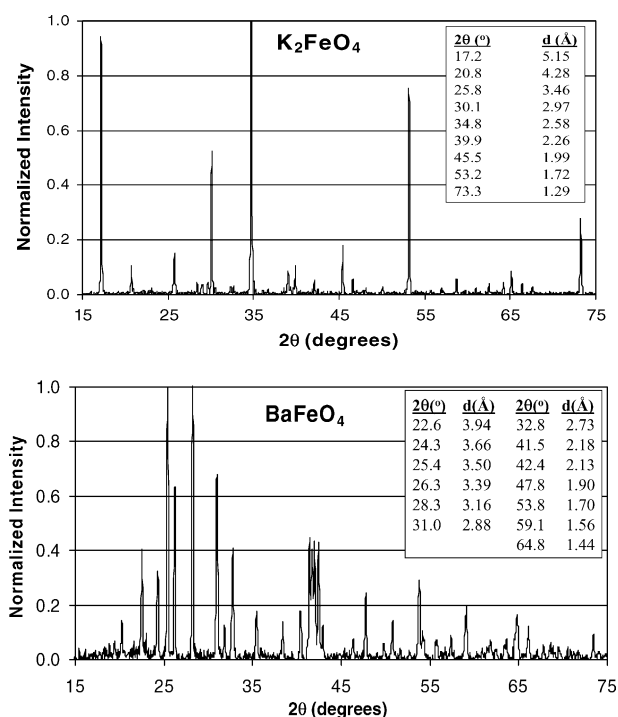 K₂FeO₄
2θ (°) d (Å)
17.2 5.15
20.8 4.28
25.8 3.46
30.1 2.97
34.8 2.58
39.9 2.26
45.5 1.99
53.2 1.72
73.3 1.29
Normalized Intensity
1.0
0.8
0.6
0.4
0.2
0.0
15 25 35 45 55 65 75
2θ (degrees)
BaFeO₄
2θ(°) d(Å) 2θ(°) d(Å)
22.6 3.94 32.8 2.73
24.3 3.66 41.5 2.18
25.4 3.50 42.4 2.13
26.3 3.39 47.8 1.90
28.3 3.16 53.8 1.70
31.0 2.88 59.1 1.56
64.8 1.44
Normalized Intensity
1.0
0.8
0.6
0.4
0.2
0.0
15 25 35 45 55 65 75
2θ (degrees)